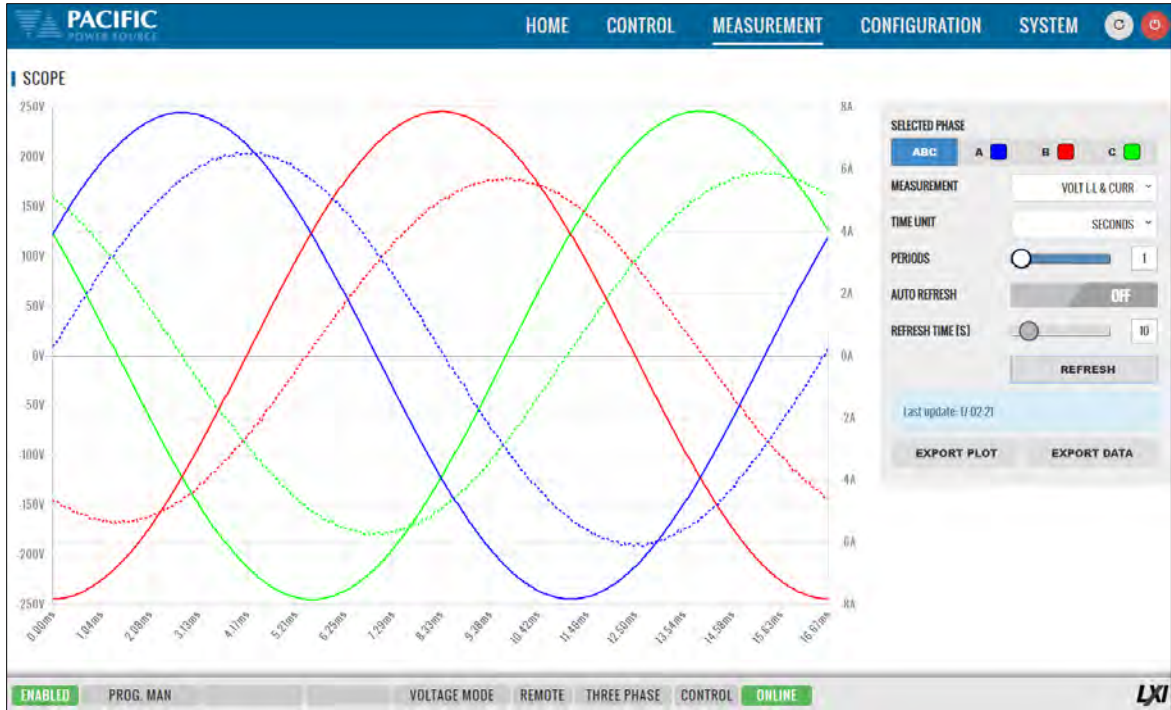 PACIFIC
POWER SOURCE
HOME CONTROL MEASUREMENT CONFIGURATION SYSTEM
SCOPE
250V
200V
150V
100V
50V
0V
-50V
-100V
-150V
-200V
-250V
8A
6A
4A
2A
0A
-2A
-4A
-6A
-8A
0.00ms 1.04ms 2.08ms 3.13ms 4.17ms 5.21ms 6.25ms 7.29ms 8.33ms 9.38ms 10.42ms 11.46ms 12.50ms 13.54ms 14.58ms 15.63ms 16.67ms
SELECTED PHASE
ABC A B C
MEASUREMENT VOLT L-L & CURR
TIME UNIT SECONDS
PERIODS 1
AUTO REFRESH OFF
REFRESH TIME [S] 10
REFRESH
Last update: 17:02:21
EXPORT PLOT EXPORT DATA
ENABLED PROG. MAN VOLTAGE MODE REMOTE THREE PHASE CONTROL ONLINE LXI